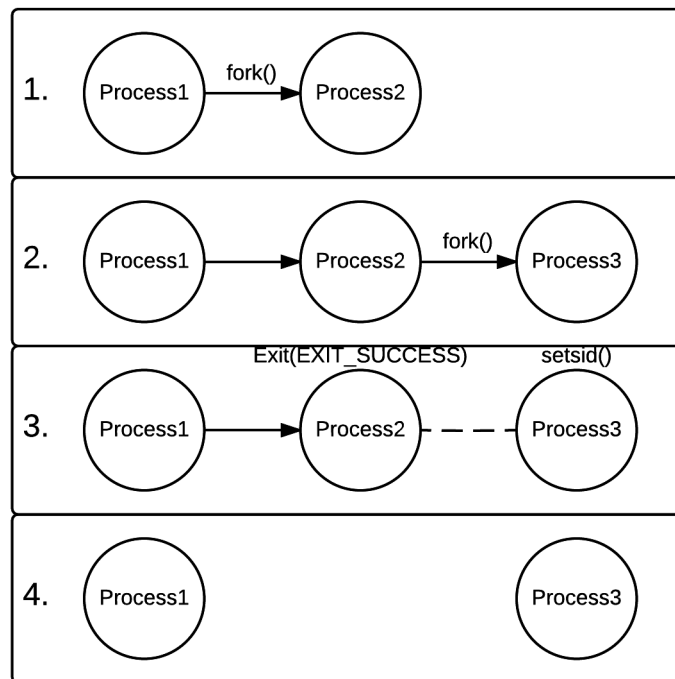 1. Process1 fork() Process2
2. Process1 Process2 fork() Process3
Exit(EXIT_SUCCESS) setsid()
3. Process1 Process2 Process3
4. Process1 Process3